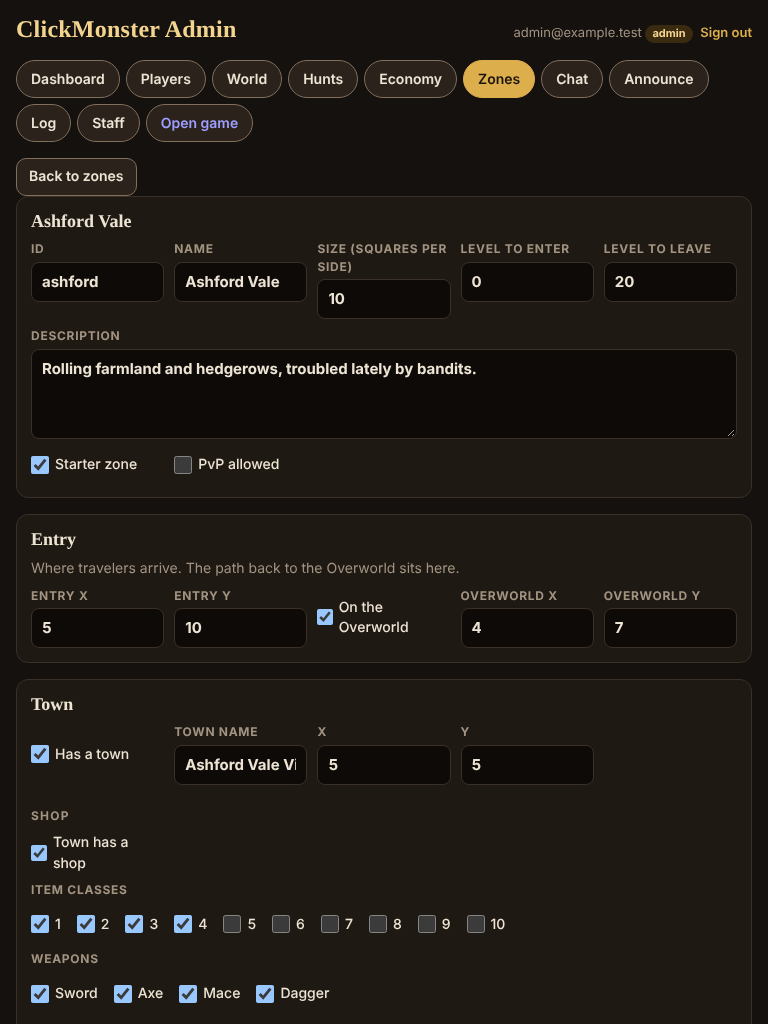 ClickMonster Admin
admin@example.test admin Sign out
Dashboard Players World Hunts Economy Zones Chat Announce
Log Staff Open game
Back to zones
Ashford Vale
ID NAME SIZE (SQUARES PER SIDE) LEVEL TO ENTER LEVEL TO LEAVE
ashford Ashford Vale 10 0 20
DESCRIPTION
Rolling farmland and hedgerows, troubled lately by bandits.
Starter zone PvP allowed
Entry
Where travelers arrive. The path back to the Overworld sits here.
ENTRY X ENTRY Y On the Overworld OVERWORLD X OVERWORLD Y
5 10 4 7
Town
TOWN NAME X Y
Has a town Ashford Vale Vi 5 5
SHOP
Town has a
shop
ITEM CLASSES
1 2 3 4 5 6 7 8 9 10
WEAPONS
Sword Axe Mace Dagger